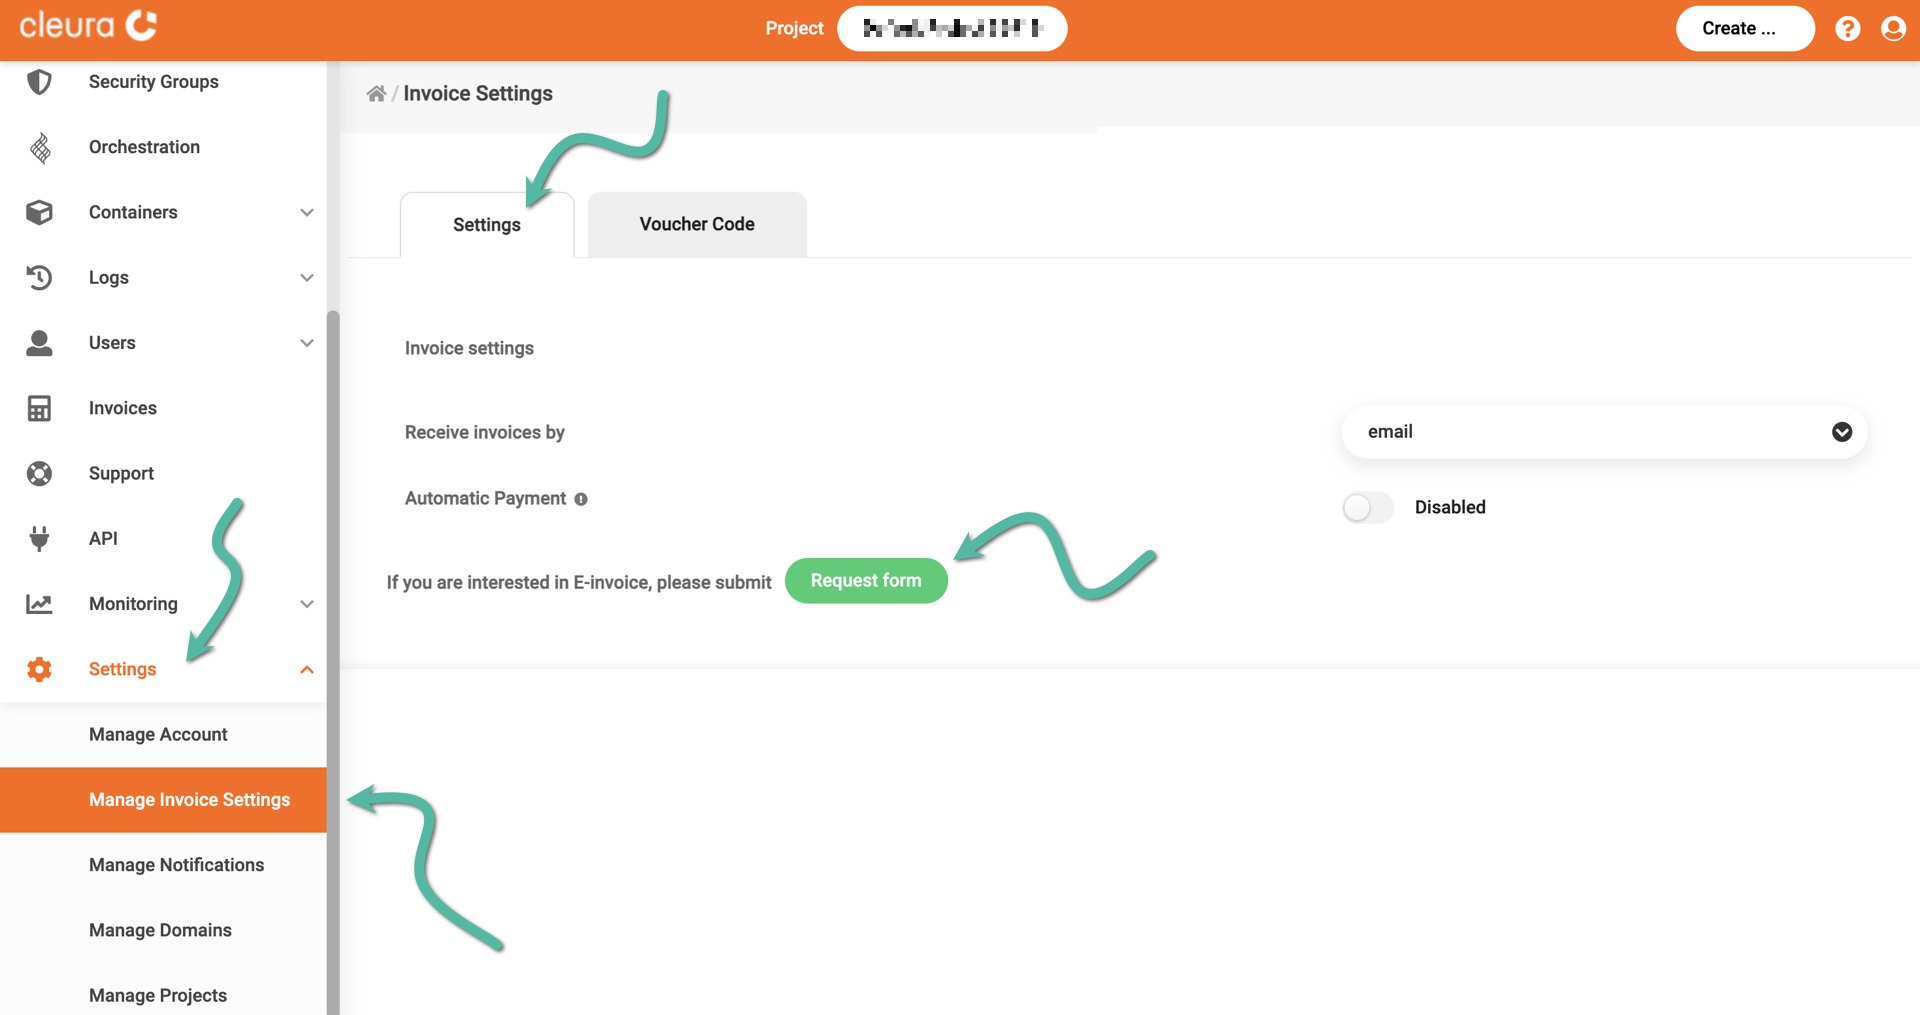 cleura
Project
Create ...
Security Groups
Orchestration
Containers
Logs
Users
Invoices
Support
API
Monitoring
Settings
Manage Account
Manage Invoice Settings
Manage Notifications
Manage Domains
Manage Projects
/ Invoice Settings
Settings
Voucher Code
Invoice settings
Receive invoices by
email
Automatic Payment
Disabled
If you are interested in E-invoice, please submit
Request form